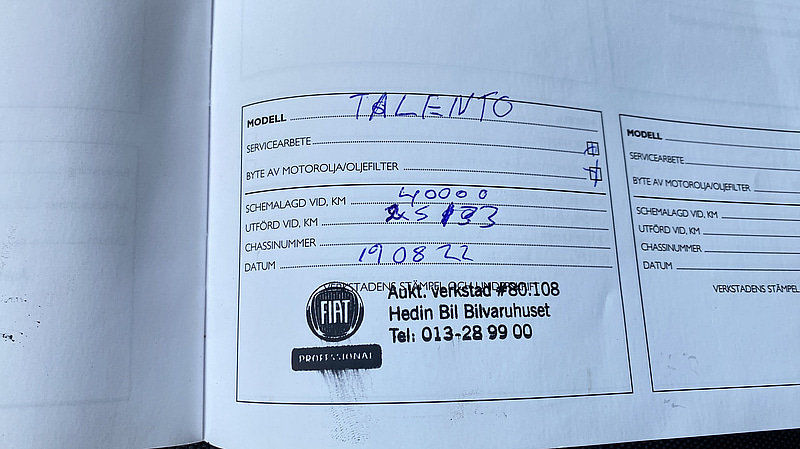 MODELL TALENTO
SERVICEARBETE
BYTE AV MOTOROLJA/OLJEFILTER
SCHEMALAGD VID, KM 40000
UTFÖRD VID, KM
CHASSINUMMER
DATUM 190822
VERKSTADENS STÄMPEL OCH UNDERSKRIFT
FIAT
PROFESSIONAL
Aukt. Verkstad #80.108
Hedin Bil Bilvaruhuset
Tel: 013-28 99 00
MODELL
SERVICEARBETE
BYTE AV MOTOROLJA/OLJEFILTER
SCHEMALAGD VID, KM
UTFÖRD VID, KM
CHASSINUMMER
DATUM
VERKSTADENS STÄMPEL